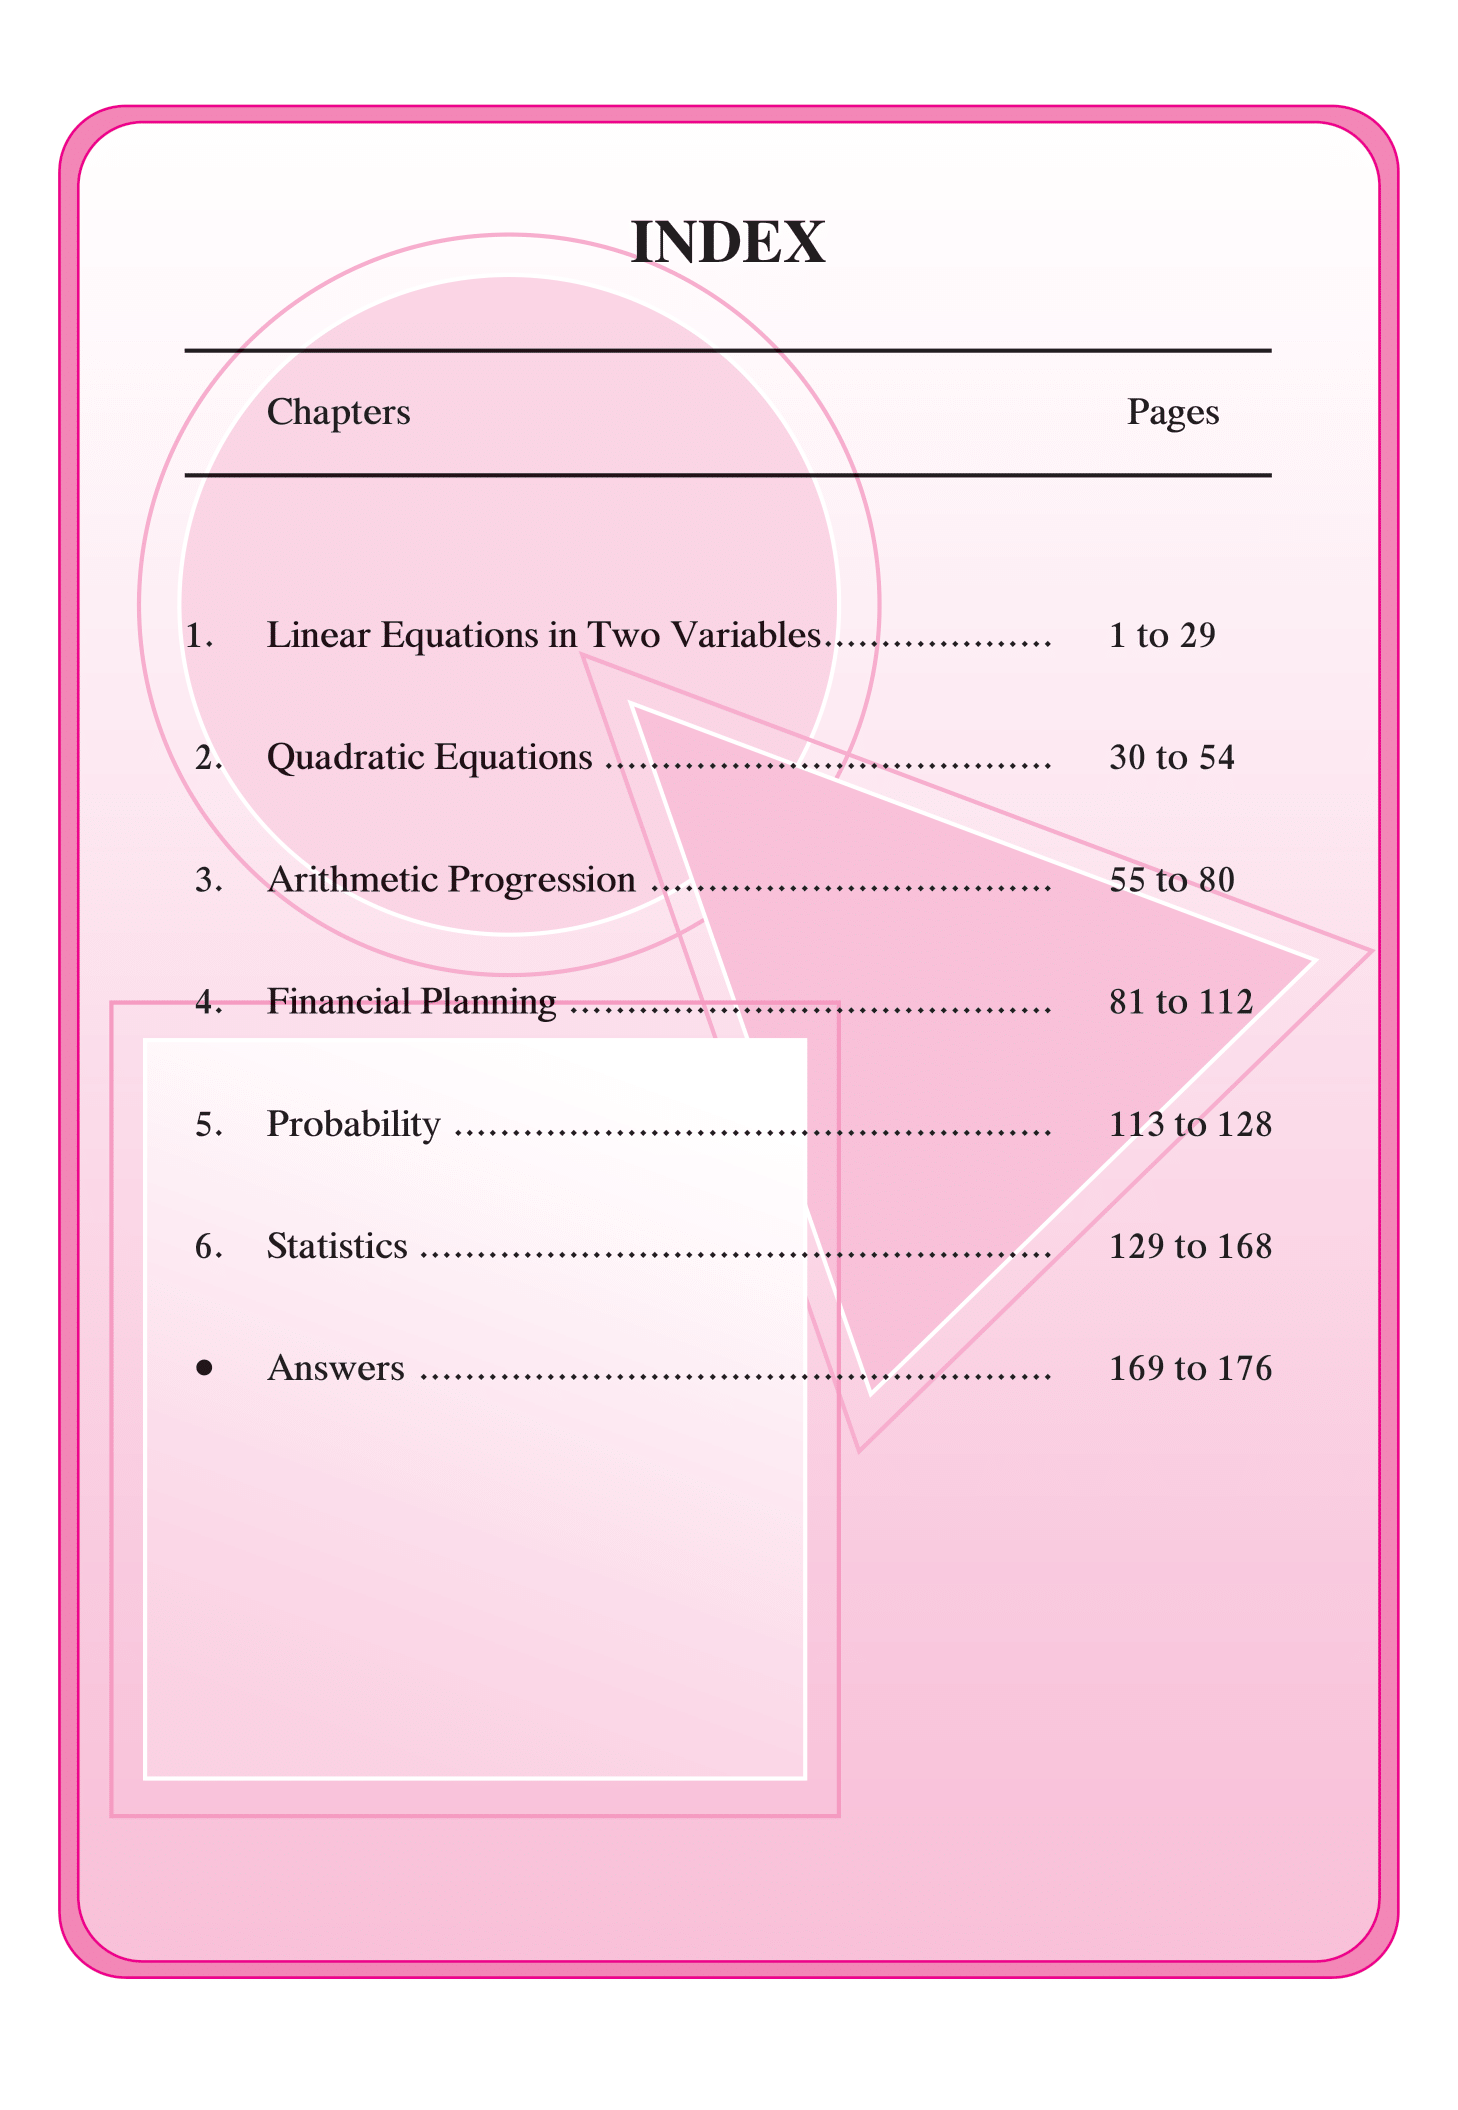 INDEX
Chapters Pages
1. Linear Equations in Two Variables.................... 1 to 29
2. Quadratic Equations ....................................... 30 to 54
3. Arithmetic Progression ................................... 55 to 80
4. Financial Planning .......................................... 81 to 112
5. Probability .................................................... 113 to 128
6. Statistics ....................................................... 129 to 168
● Answers ....................................................... 169 to 176